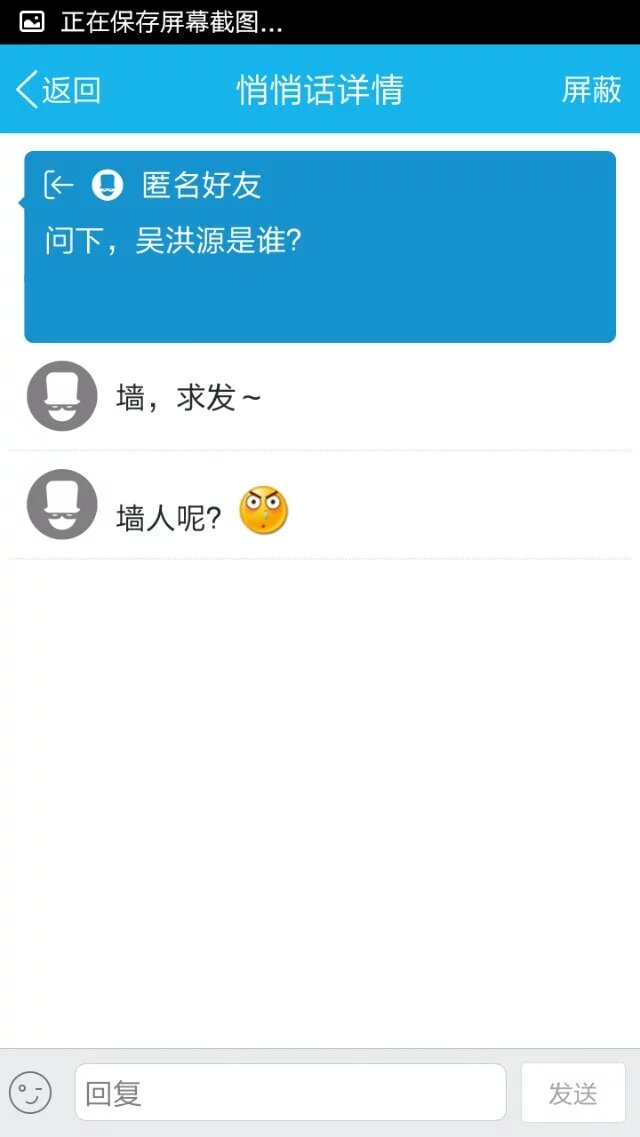 正在保存屏幕截图...
返回
悄悄话详情
屏蔽
匿名好友
问下，吴洪源是谁？
墙，求发～
墙人呢？
回复
发送